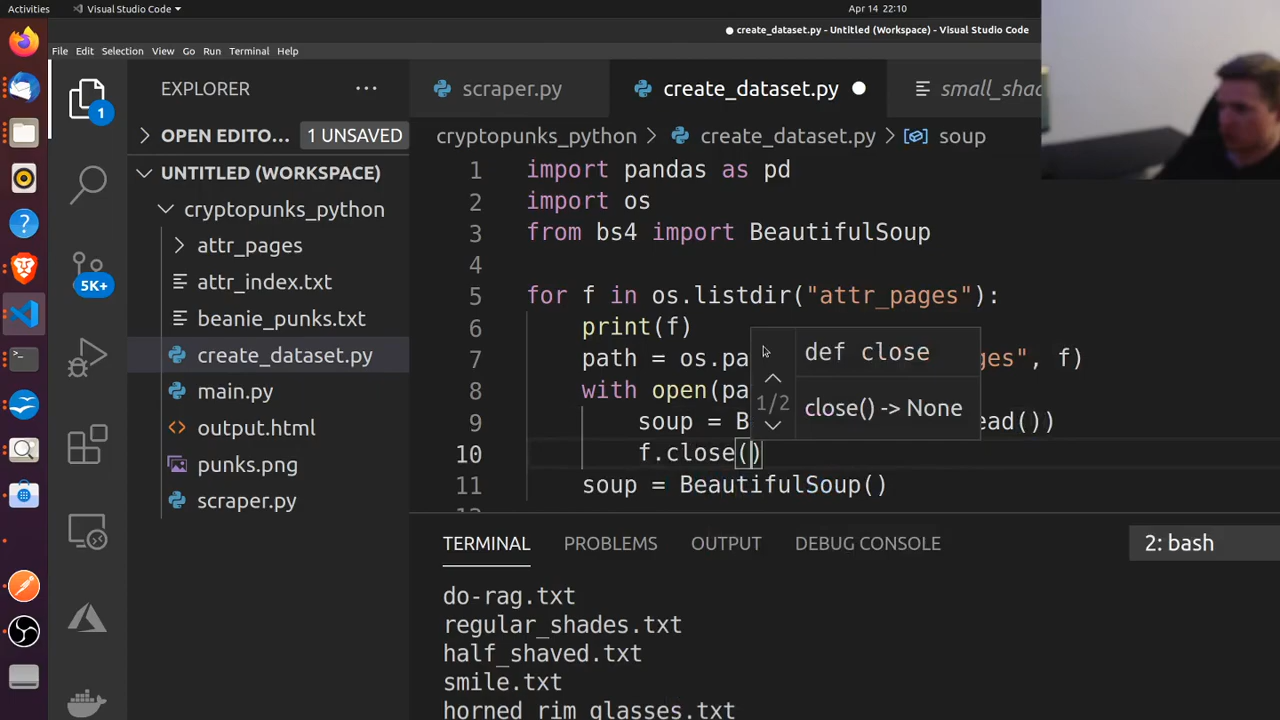 Activities
Visual Studio Code
Apr 14 22:10
create_dataset.py - Untitled (Workspace) - Visual Studio Code
File Edit Selection View Go Run Terminal Help
EXPLORER
scraper.py
create_dataset.py
small_shad
1
OPEN EDITO... 1 UNSAVED
cryptopunks_python > create_dataset.py > soup
UNTITLED (WORKSPACE)
cryptopunks_python
attr_pages
attr_index.txt
beanie_punks.txt
create_dataset.py
main.py
output.html
punks.png
scraper.py
5K+
1 import pandas as pd
2 import os
3 from bs4 import BeautifulSoup
4
5 for f in os.listdir("attr_pages"):
6 print(f)
7 path = os.pa ges", f)
8 with open(pa
9 soup = B ead())
10 f.close()
11 soup = BeautifulSoup()
def close
1/2
close() -> None
TERMINAL PROBLEMS OUTPUT DEBUG CONSOLE
2: bash
do-rag.txt
regular_shades.txt
half_shaved.txt
smile.txt
horned_rim_glasses.txt